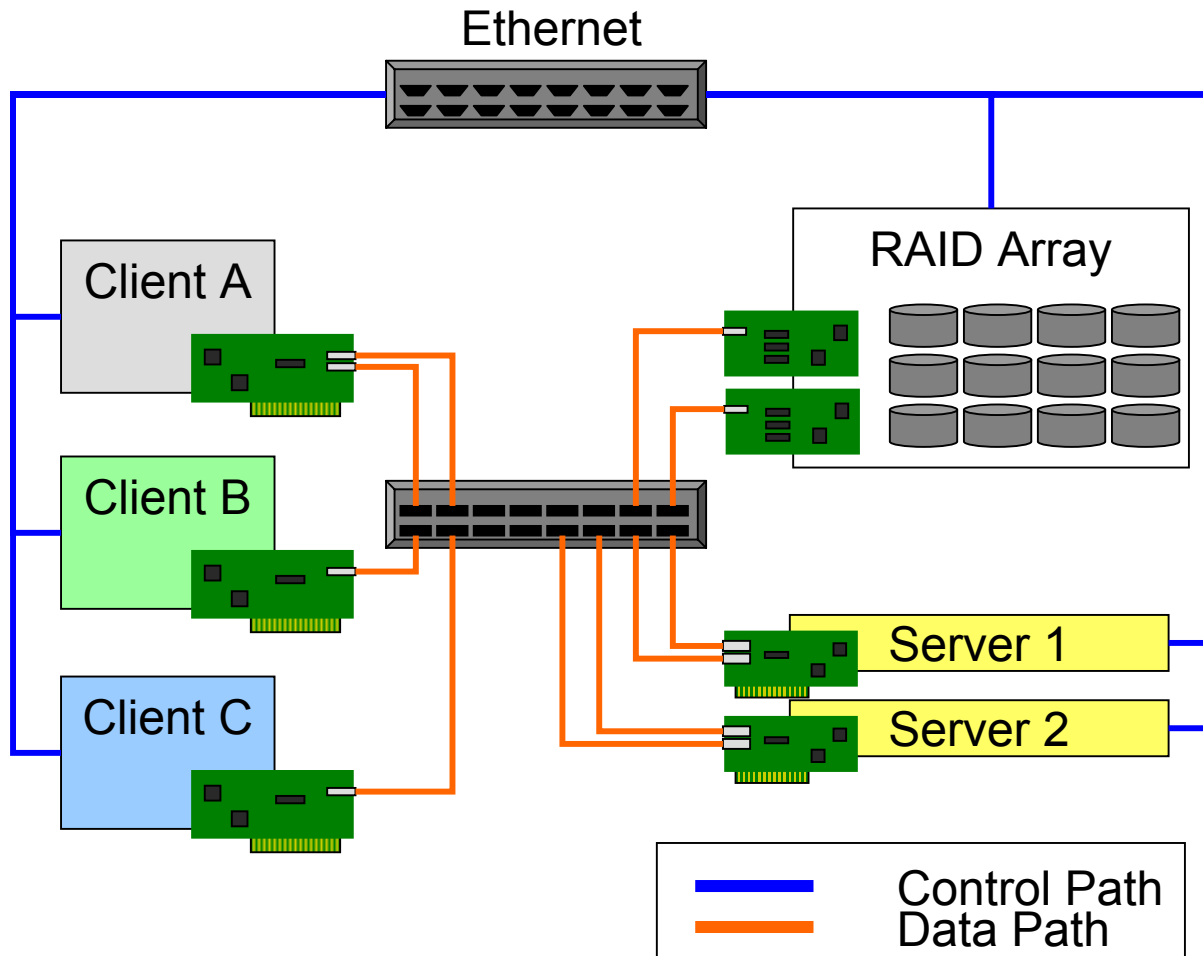 Ethernet
Client A
RAID Array
Client B
Server 1
Client C
Server 2
Control Path
Data Path